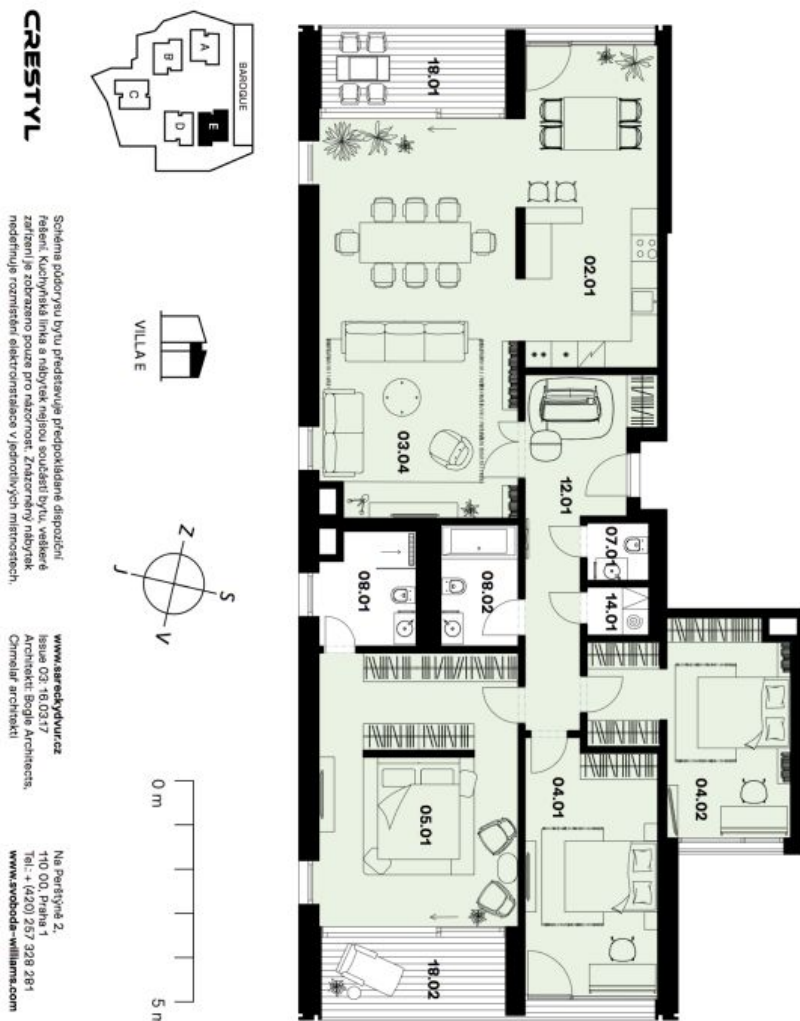 CRESTYL
BAROQUE
A
B
C
D
E
VILLA E
Schéma půdorysu bytu představuje předpokládané dispoziční
řešení. Kuchyňská linka a nábytek nejsou součástí bytu, veškeré
zařízení je zobrazeno pouze pro názornost. Znázorněný nábytek
nedefinuje rozmístění elektroinstalace v jednotlivých místnostech.
Z
S
J
V
www.sareckydvur.cz
Issue 03: 16.03.17
Architekti: Bogle Architects,
Chmelař architekti
0 m
5 m
Na Perštýně 2,
110 00, Praha 1
Tel.: + (420) 257 328 281
www.svoboda-williams.com
18.01
02.01
03.04
12.01
07.01
14.01
08.01
08.02
04.02
04.01
05.01
18.02